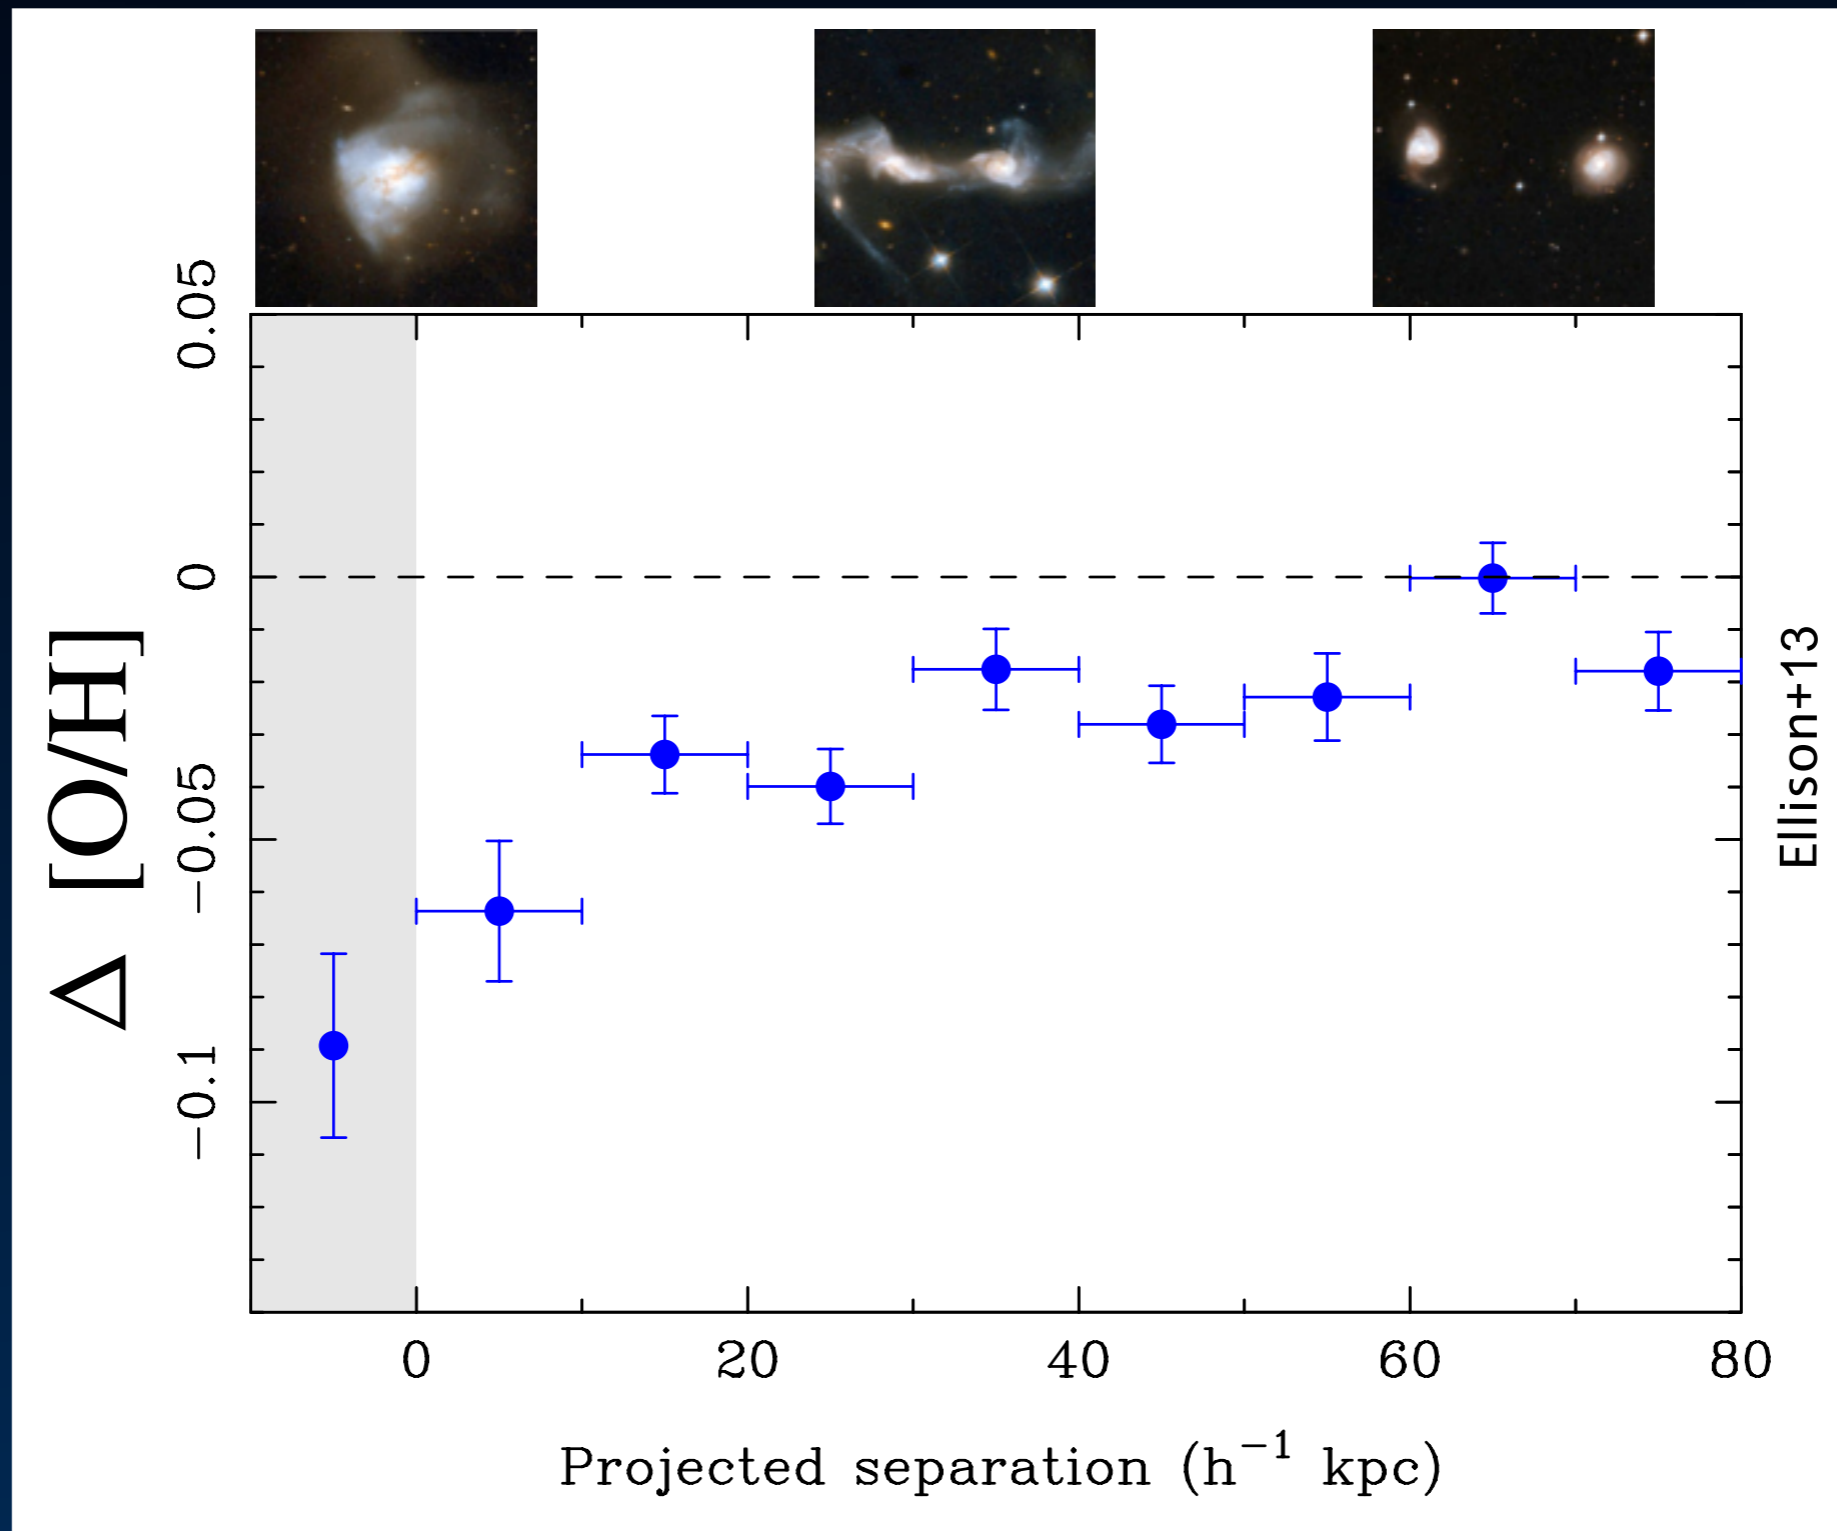 0.05
0
−0.05
−0.1
Δ [O/H]
Ellison+13
0 20 40 60 80
Projected separation (h⁻¹ kpc)